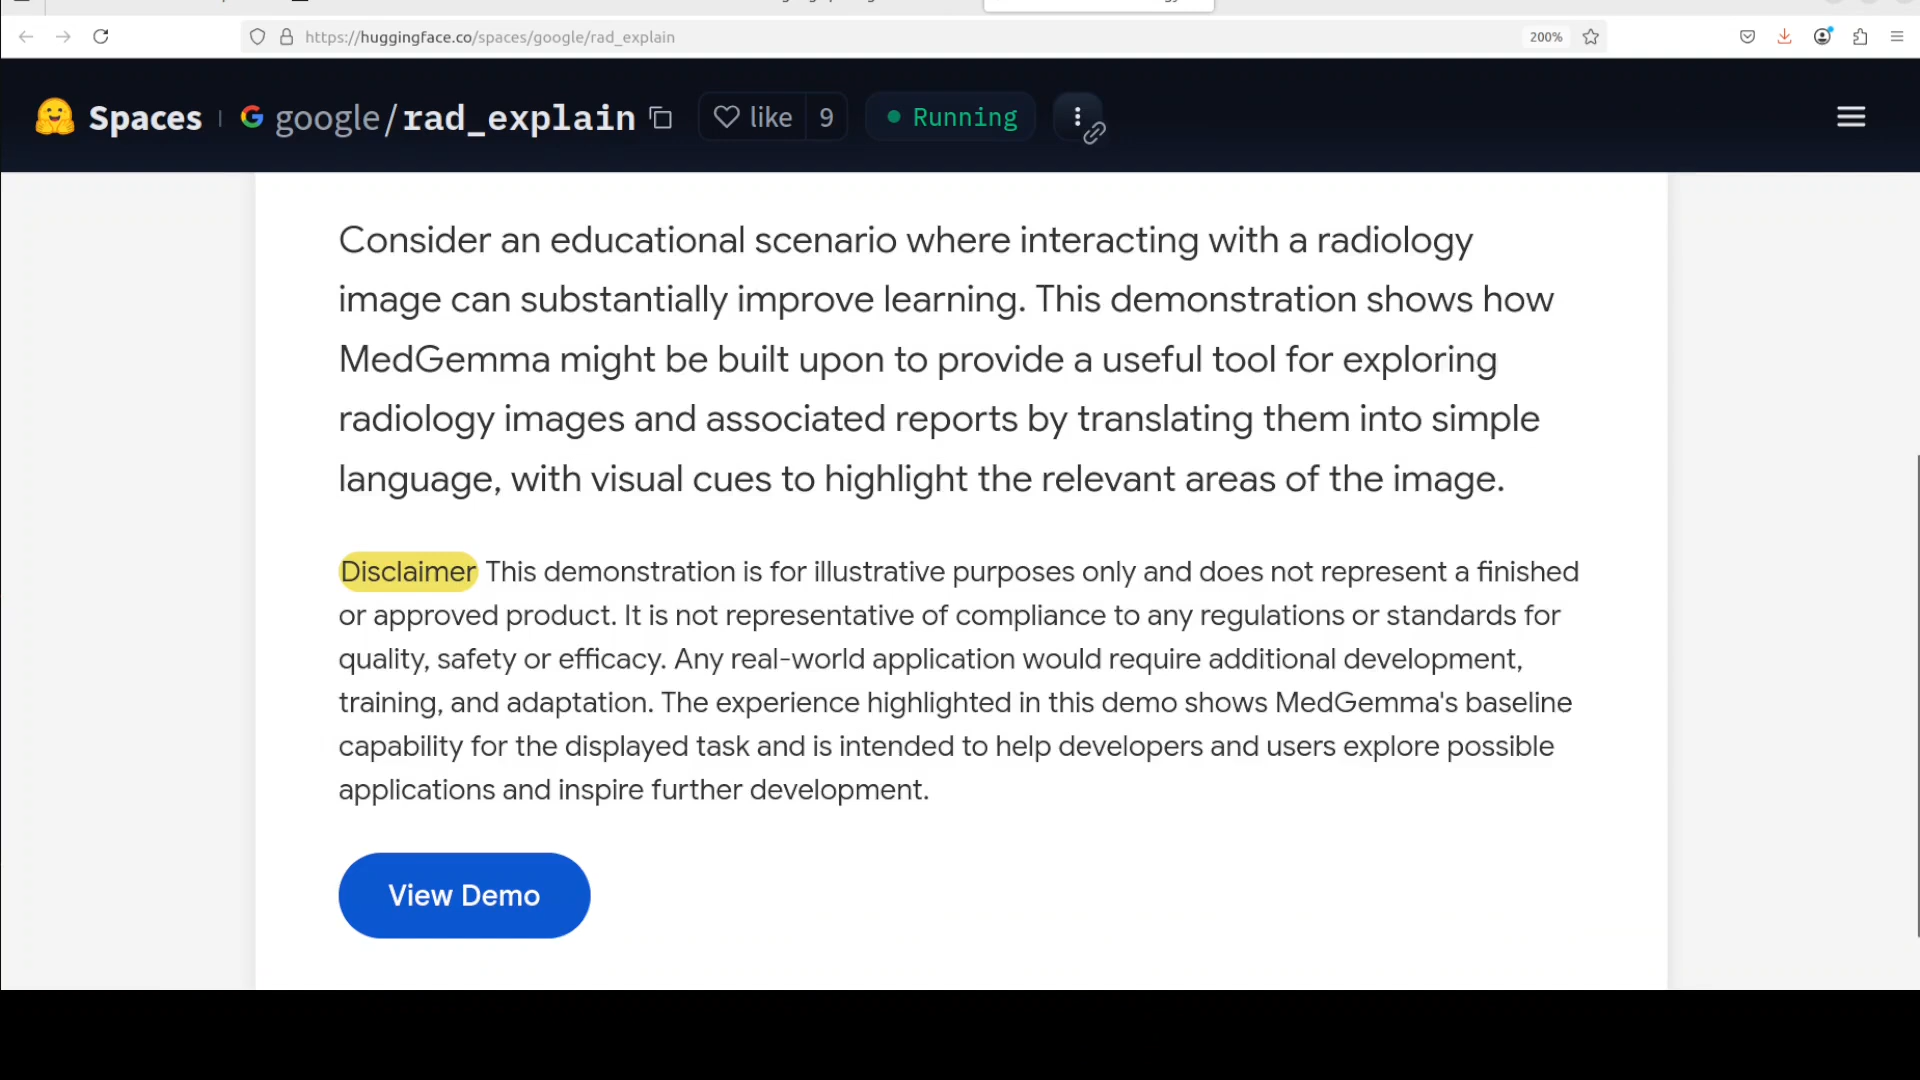 https://huggingface.co/spaces/google/rad_explain
200%
Spaces google/rad_explain like 9 Running
Consider an educational scenario where interacting with a radiology
image can substantially improve learning. This demonstration shows how
MedGemma might be built upon to provide a useful tool for exploring
radiology images and associated reports by translating them into simple
language, with visual cues to highlight the relevant areas of the image.
Disclaimer This demonstration is for illustrative purposes only and does not represent a finished
or approved product. It is not representative of compliance to any regulations or standards for
quality, safety or efficacy. Any real-world application would require additional development,
training, and adaptation. The experience highlighted in this demo shows MedGemma's baseline
capability for the displayed task and is intended to help developers and users explore possible
applications and inspire further development.
View Demo